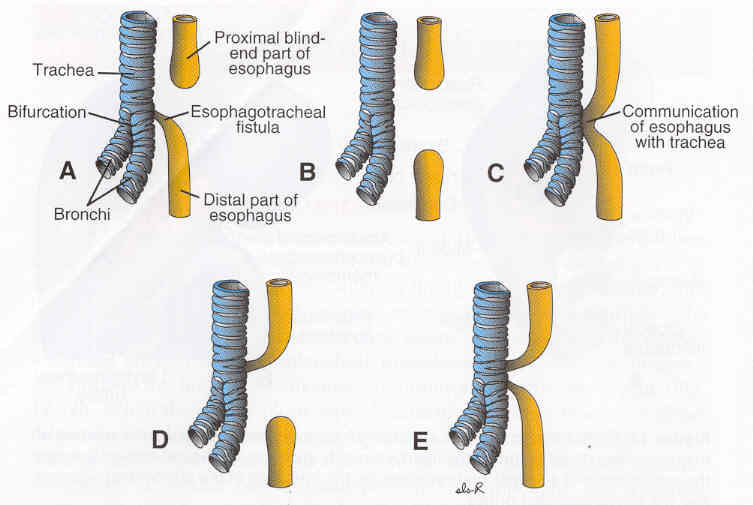 Proximal blind-
end part of
esophagus
Trachea
Bifurcation
Esophagotracheal
fistula
Communication
of esophagus
with trachea
A
B
C
Distal part of
esophagus
Bronchi
D
E
els-R